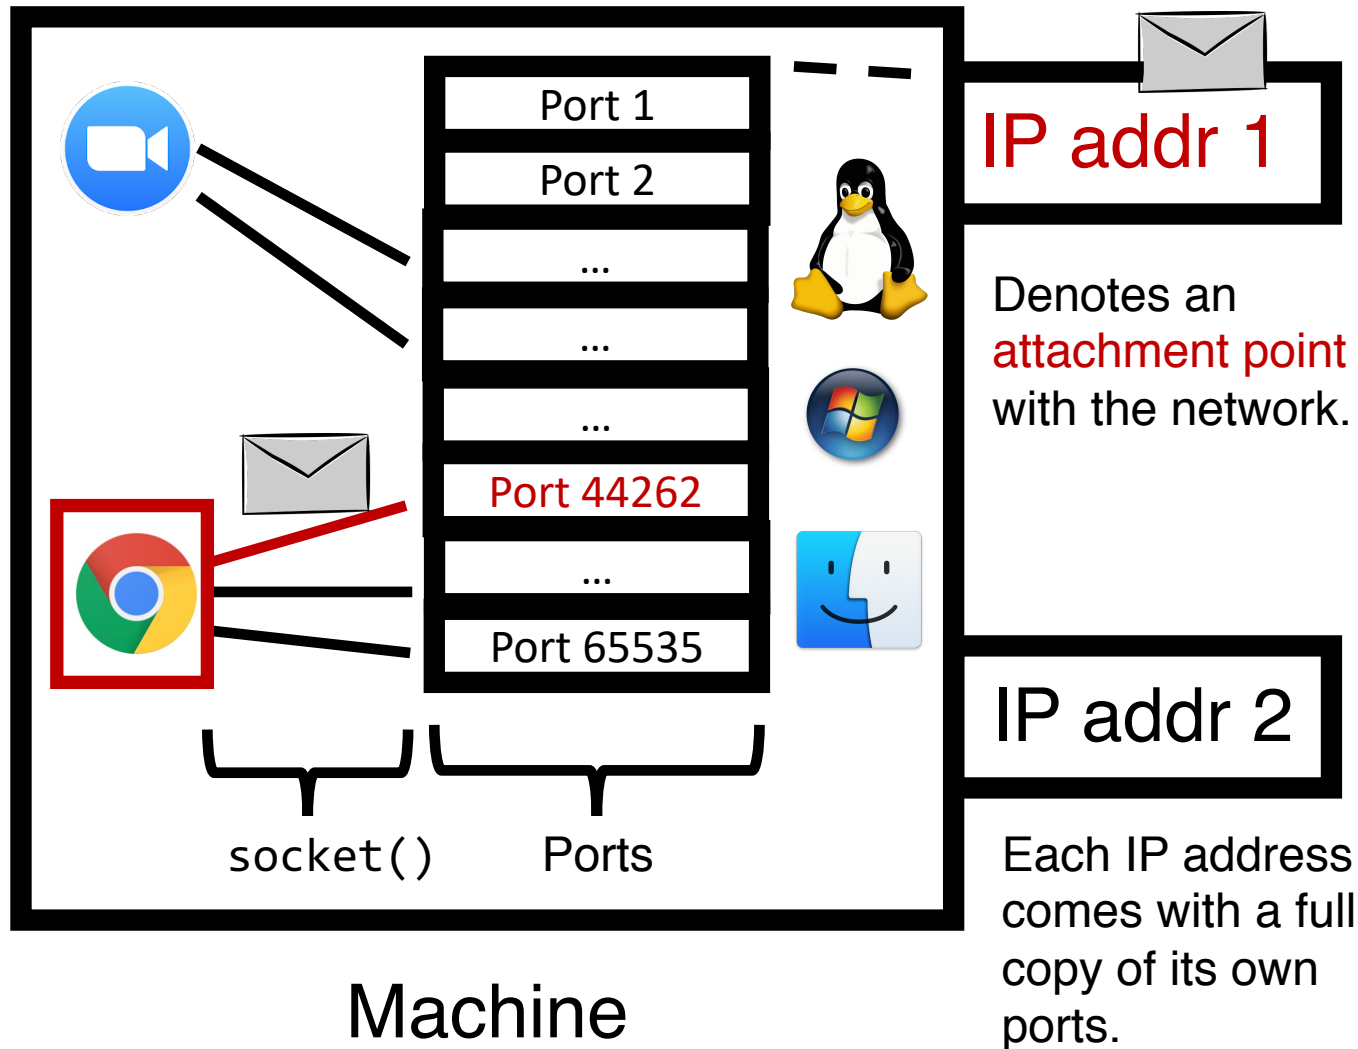 Port 1
Port 2
...
...
...
Port 44262
...
Port 65535
socket()
Ports
Machine
IP addr 1
Denotes an
attachment point
with the network.
IP addr 2
Each IP address
comes with a full
copy of its own
ports.